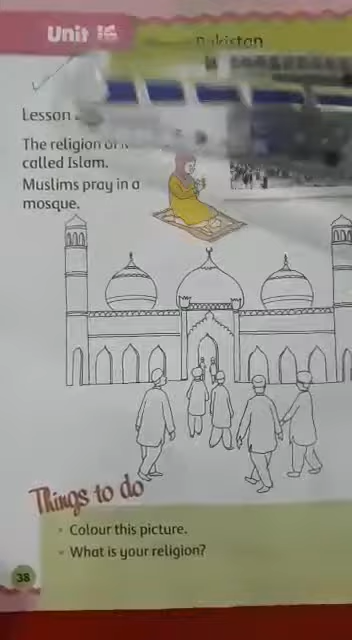 Unit 16
Pakistan
Lesson
The religion of
called Islam.
Muslims pray in a
mosque.
Things to do
• Colour this picture.
• What is your religion?
38